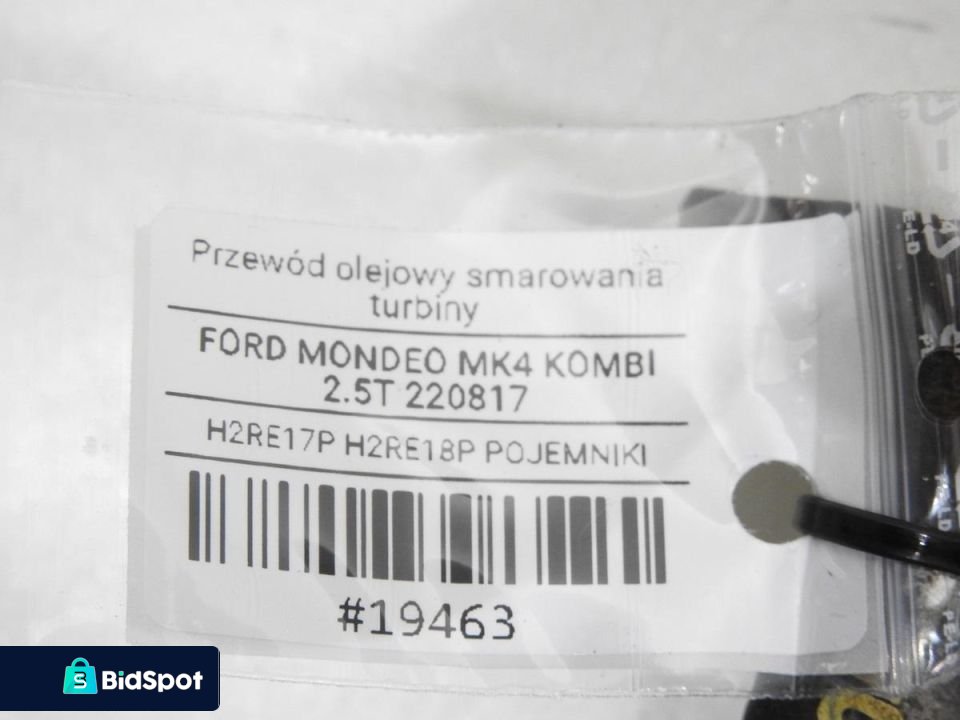 Przewód olejowy smarowania
turbiny
FORD MONDEO MK4 KOMBI
2.5T 220817
H2RE17P H2RE18P POJEMNIKI
#19463
BidSpot